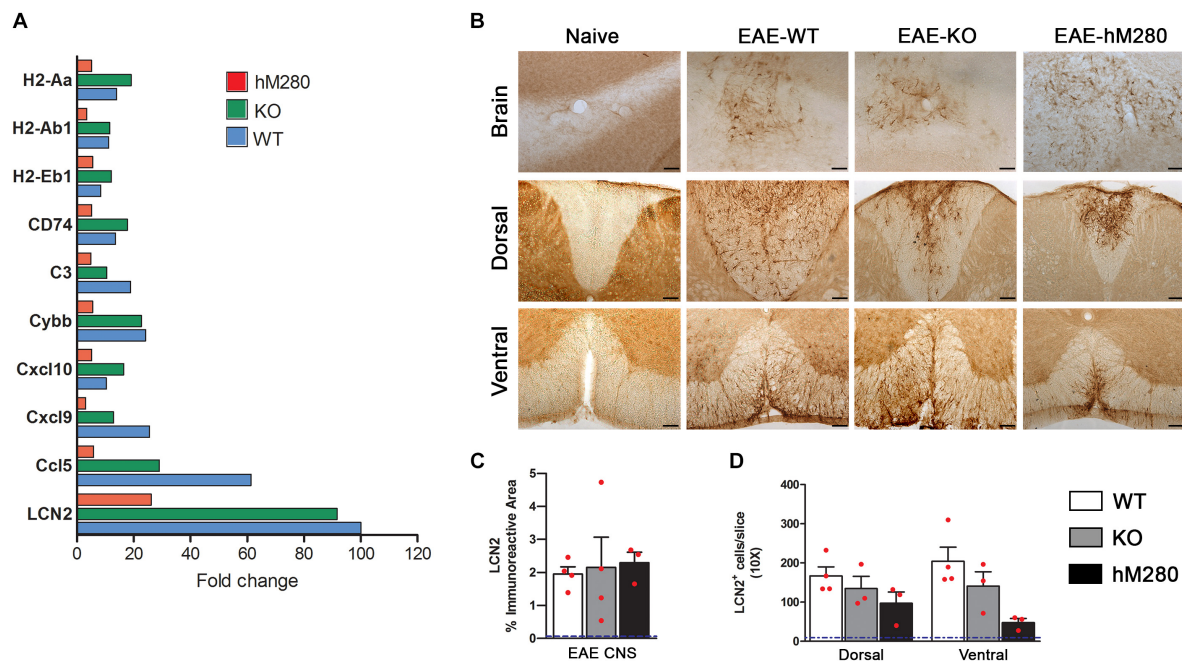 A
H2-Aa
H2-Ab1
H2-Eb1
CD74
C3
Cybb
Cxcl10
Cxcl9
Ccl5
LCN2
0 20 40 60 80 100 120
Fold change
hM280
KO
WT
B
Naive EAE-WT EAE-KO EAE-hM280
Brain
Dorsal
Ventral
C
LCN2
% Immunoreactive Area
5
4
3
2
1
0
EAE CNS
D
LCN2⁺ cells/slice
(10X)
400
300
200
100
0
Dorsal Ventral
WT
KO
hM280